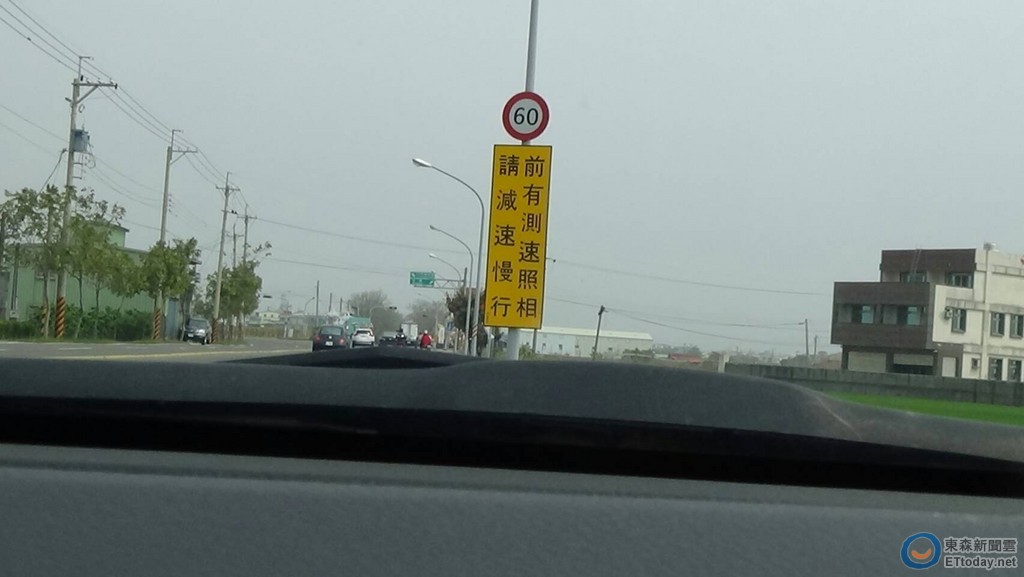 60
前有測速照相
請減速慢行
東森新聞雲
ETtoday.net